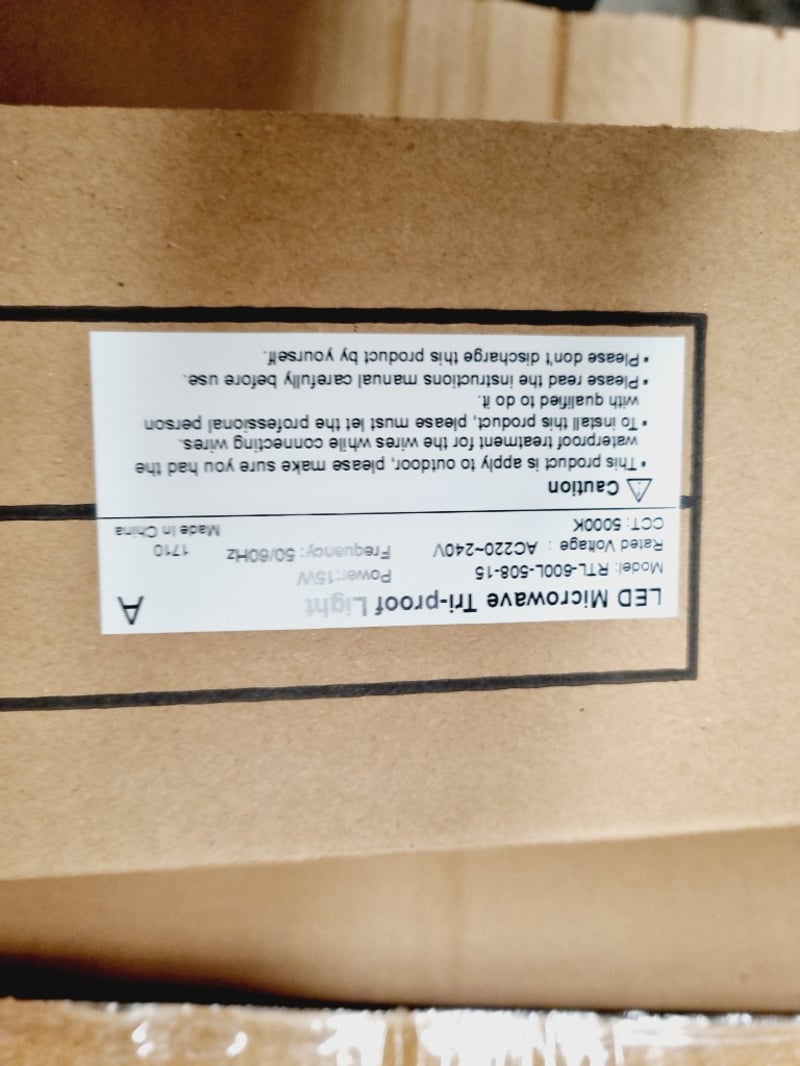 LED Microwave Tri-proof Light A
Model: RTL-600L-508-15 Power:15W
Rated Voltage : AC220~240V Frequency: 50/60Hz 1710
CCT: 5000K Made In China
Caution
• This product is apply to outdoor, please make sure you had the
waterproof treatment for the wires while connecting wires.
• To install this product, please must let the professional person
with qualified to do it.
• Please read the instructions manual carefully before use.
• Please don't discharge this product by yourself.